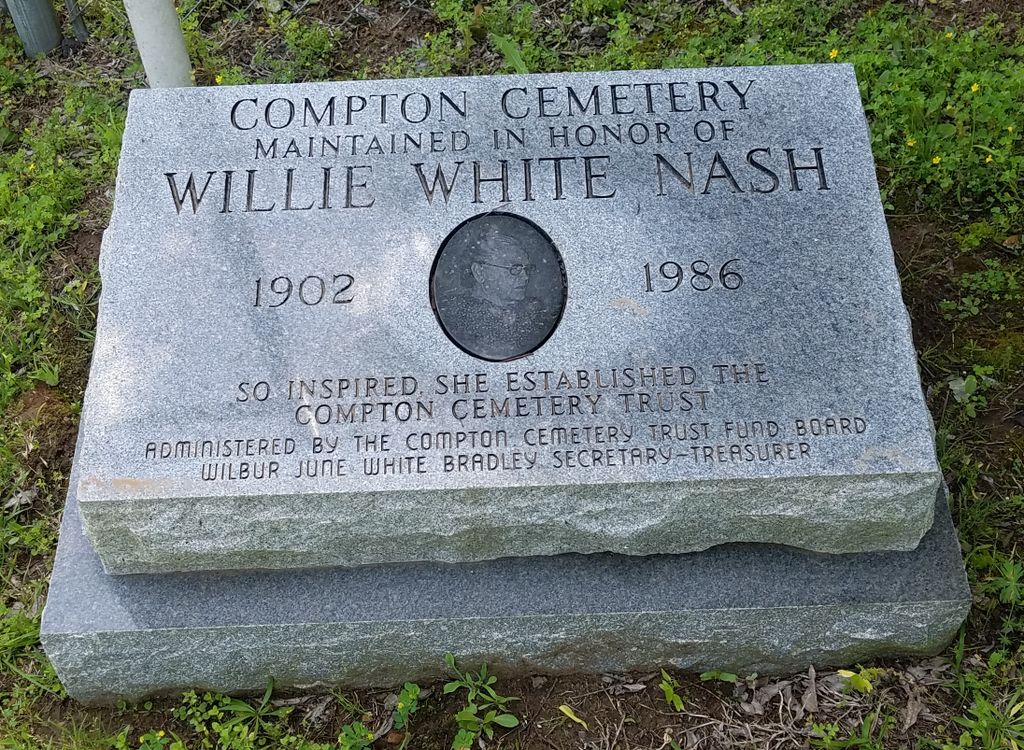 COMPTON CEMETERY
MAINTAINED IN HONOR OF
WILLIE WHITE NASH
1902 1986
SO INSPIRED, SHE ESTABLISHED THE
COMPTON CEMETERY TRUST
ADMINISTERED BY THE COMPTON CEMETERY TRUST FUND BOARD
WILBUR JUNE WHITE BRADLEY SECRETARY-TREASURER